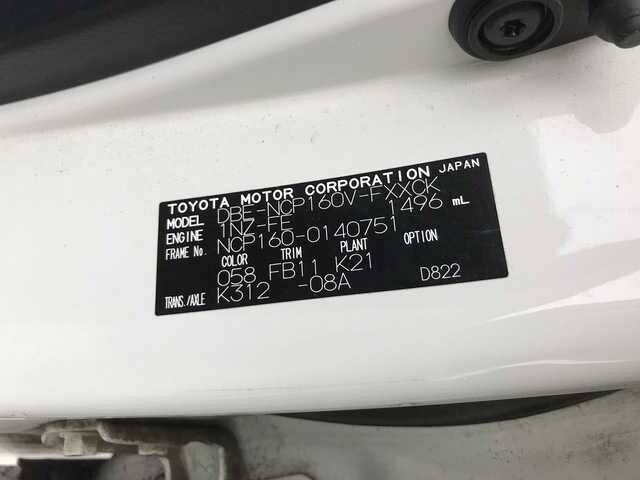 TOYOTA MOTOR CORPORATION JAPAN
MODEL DBE-NCP160V-FXXCK
ENGINE 1NZ-FE 1496 mL
FRAME No. NCP160-0140751
COLOR TRIM PLANT OPTION
058 FB11 K21
TRANS./AXLE K312 -08A D822